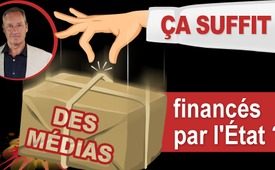 ÇA SUFFIT
DES
MÉDIAS
financés
par l'État ?